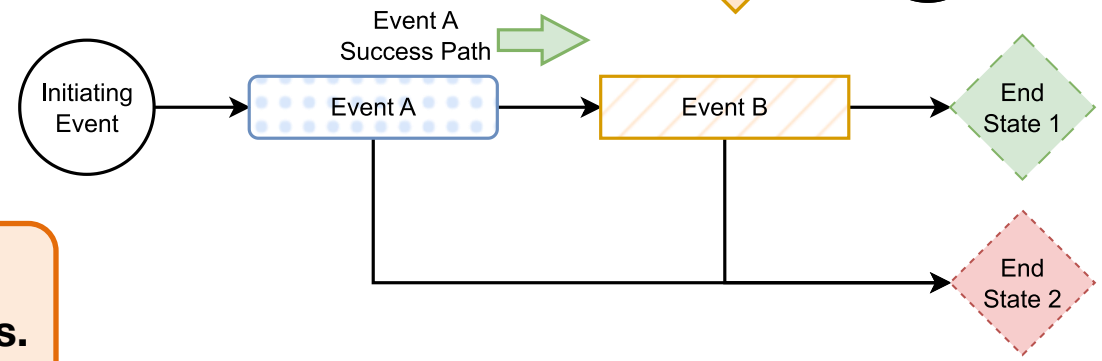 Event A
Success Path
Initiating
Event
Event A
Event B
End
State 1
End
State 2
s.